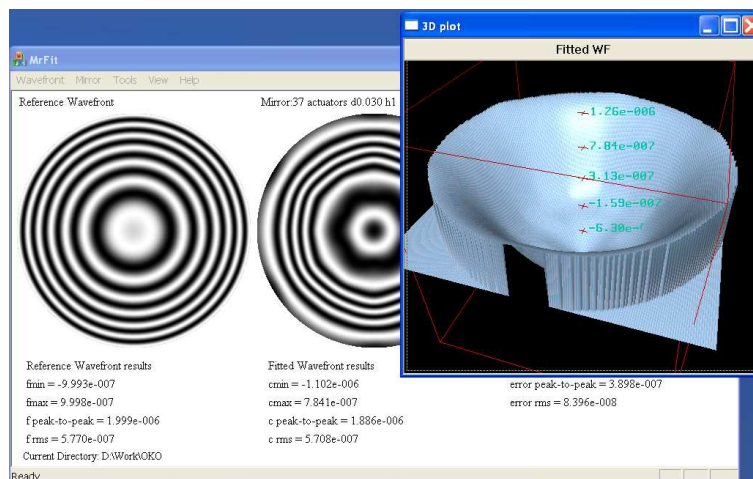 3D plot
Fitted WF
1.26e-006
7.84e-007
3.13e-007
-1.59e-007
MrFit
Wavefront Mirror Tools View Help
Reference Wavefront
Mirror:37 actuators d0.030 h1
Reference Wavefront results
fmin = -9.993e-007
fmax = 9.998e-007
f peak-to-peak = 1.999e-006
f rms = 5.770e-007
Fitted Wavefront results
cmin = -1.102e-006
cmax = 7.841e-007
c peak-to-peak = 1.886e-006
c rms = 5.708e-007
error peak-to-peak = 3.898e-007
error rms = 8.396e-008
Current Directory: D:\Work\OKO
Ready